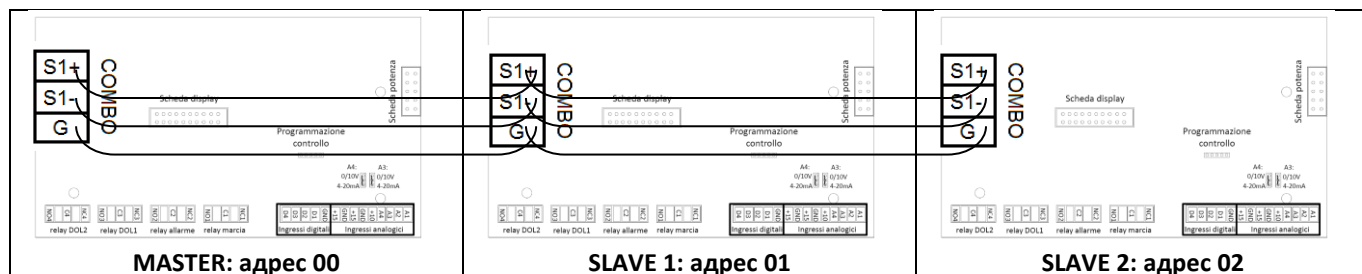 S1+
S1-
G
COMBO
Scheda display
Scheda potenza
Programmazione
controllo
A4:
0/10V
4-20mA
A3:
0/10V
4-20mA
relay DOL2
relay DOL1
relay allarme
relay marcia
Ingressi digitali
Ingressi analogici
MASTER: адрес 00
S1+
S1-
G
COMBO
Scheda display
Scheda potenza
Programmazione
controllo
A4:
0/10V
4-20mA
A3:
0/10V
4-20mA
relay DOL2
relay DOL1
relay allarme
relay marcia
Ingressi digitali
Ingressi analogici
SLAVE 1: адрес 01
S1+
S1-
G
COMBO
Scheda display
Scheda potenza
Programmazione
controllo
A4:
0/10V
4-20mA
A3:
0/10V
4-20mA
relay DOL2
relay DOL1
relay allarme
relay marcia
Ingressi digitali
Ingressi analogici
SLAVE 2: адрес 02